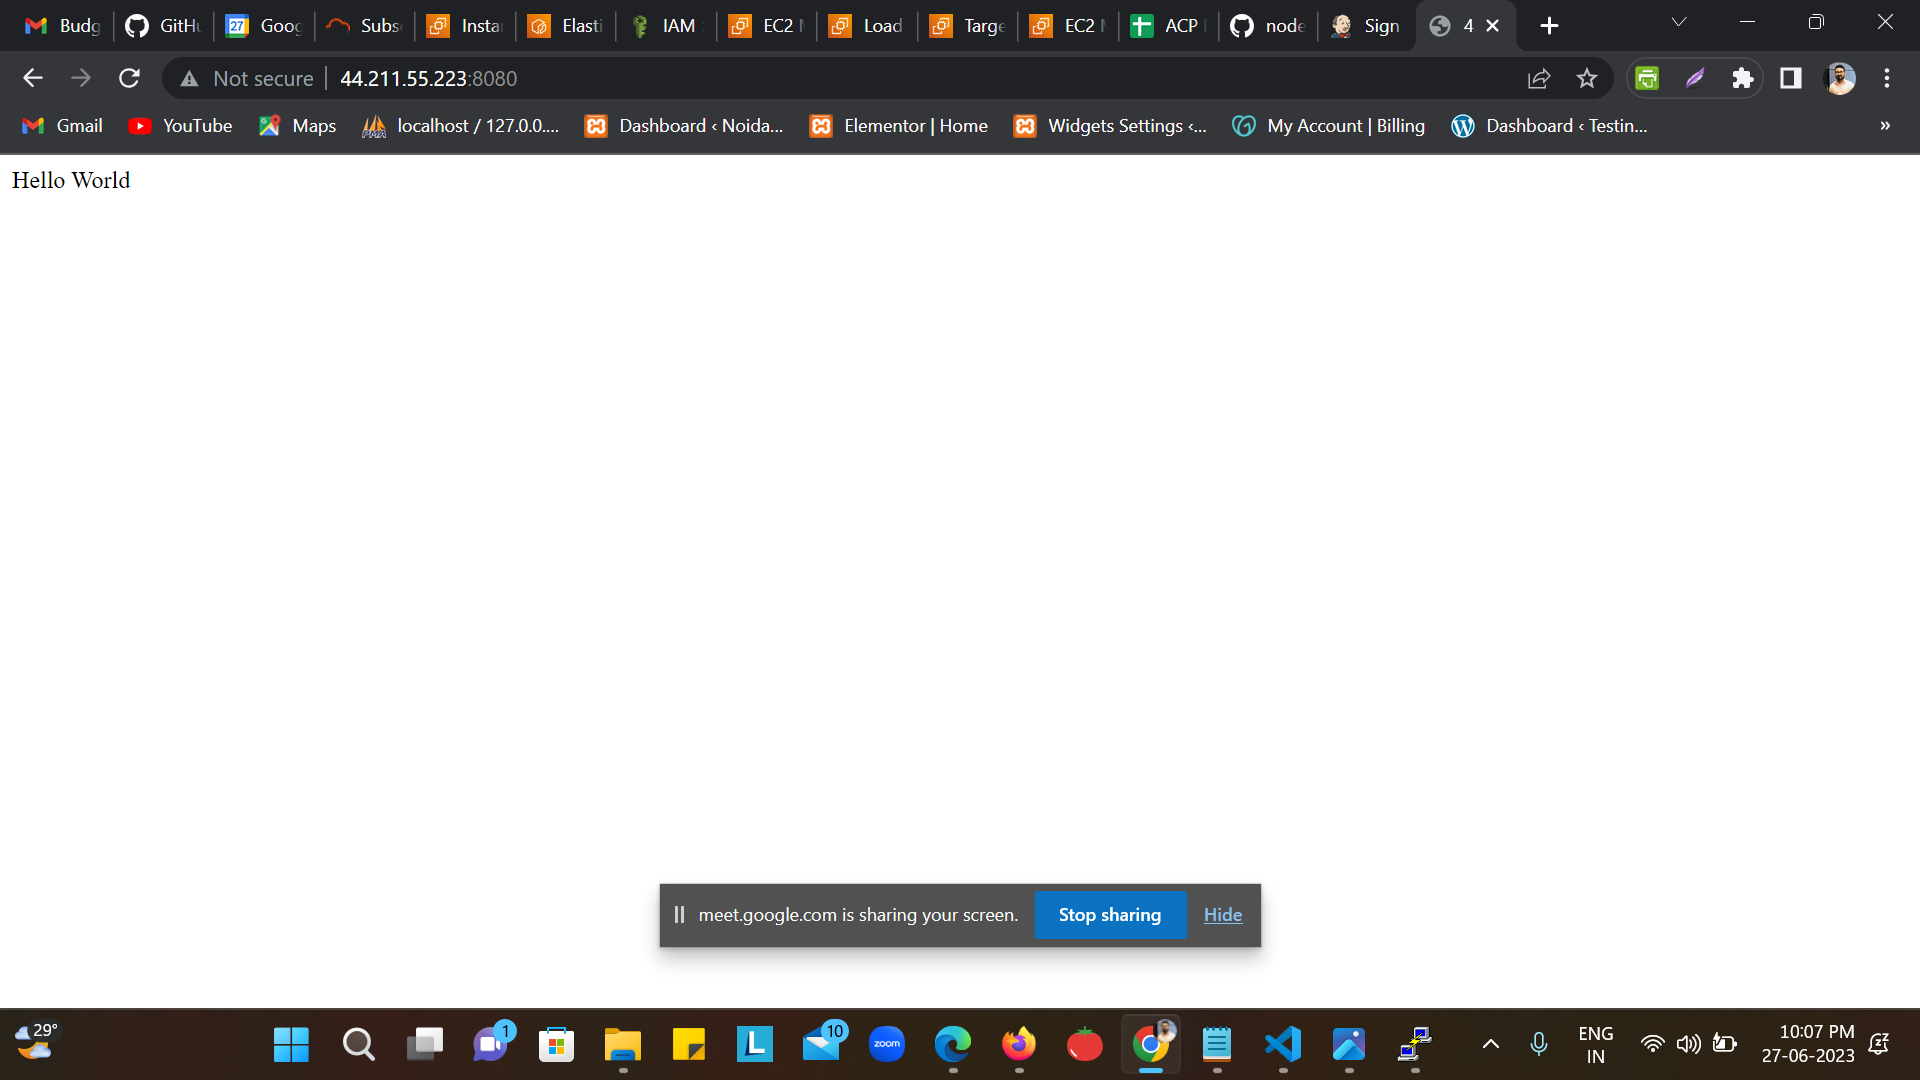 Budg GitHu 27 Goog Subs Insta Elasti IAM EC2 Load Targe EC2 ACP node Sign 4
Not secure 44.211.55.223:8080
Gmail YouTube Maps localhost / 127.0.0.... Dashboard ‹ Noida... Elementor | Home Widgets Settings ‹... My Account | Billing Dashboard ‹ Testin... »
Hello World
meet.google.com is sharing your screen. Stop sharing Hide
29° 1 L 10 zoom ENG
IN
10:07 PM
27-06-2023